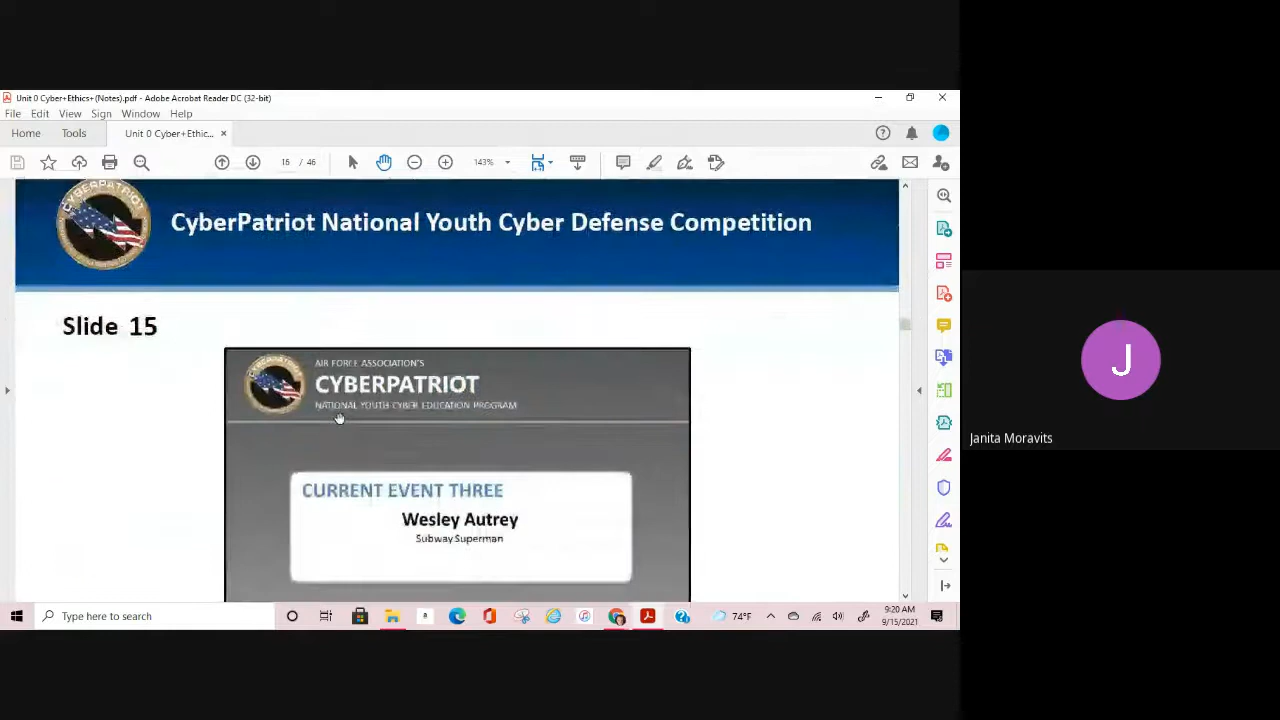 Unit 0 Cyber+Ethics+(Notes).pdf - Adobe Acrobat Reader DC (32-bit)
File Edit View Sign Window Help
Home Tools Unit 0 Cyber+Ethic... ×
16 / 46 143%
CYBERPATRIOT
CyberPatriot National Youth Cyber Defense Competition
Slide 15
AIR FORCE ASSOCIATION'S
CYBERPATRIOT
NATIONAL YOUTH CYBER EDUCATION PROGRAM
CURRENT EVENT THREE
Wesley Autrey
Subway Superman
J
Janita Moravits
Type here to search
a
74°F
9:20 AM
9/15/2021